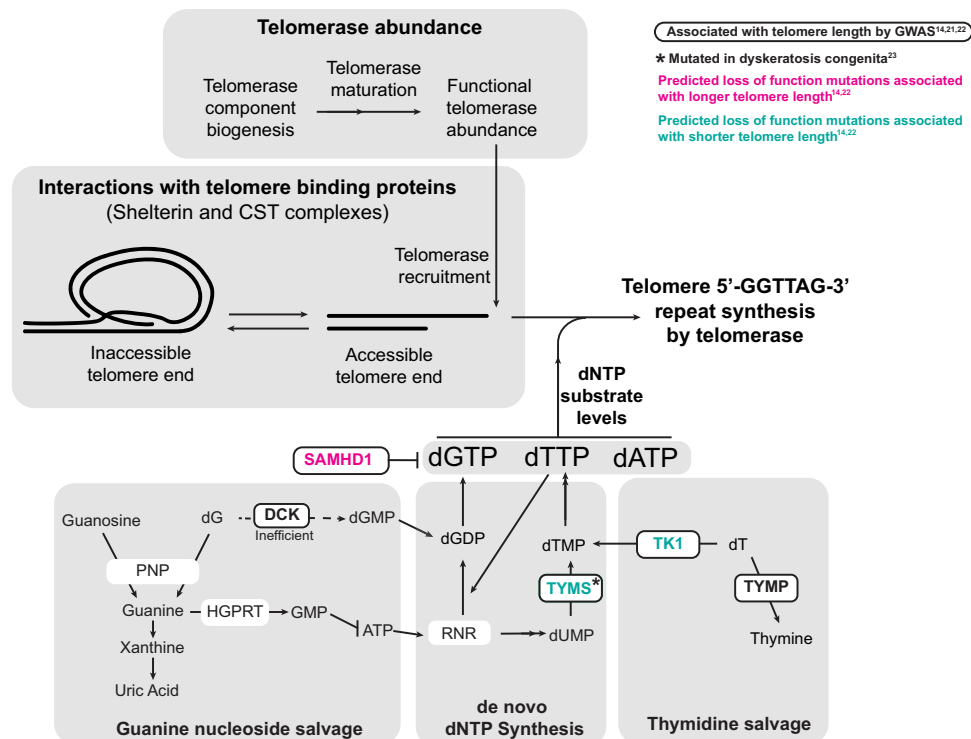 Telomerase abundance
Telomerase
component
biogenesis
Telomerase
maturation
Functional
telomerase
abundance
Associated with telomere length by GWAS14,21,22
* Mutated in dyskeratosis congenita23
Predicted loss of function mutations associated
with longer telomere length14,22
Predicted loss of function mutations associated
with shorter telomere length14,22
Interactions with telomere binding proteins
(Shelterin and CST complexes)
Telomerase
recruitment
Inaccessible
telomere end
Accessible
telomere end
Telomere 5’-GGTTAG-3’
repeat synthesis
by telomerase
dNTP
substrate
levels
SAMHD1
dGTP dTTP dATP
Guanosine
dG
DCK
Inefficient
dGMP
dGDP
dTMP
TK1
dT
PNP
TYMS*
TYMP
Guanine
HGPRT
GMP
ATP
RNR
dUMP
Thymine
Xanthine
Uric Acid
Guanine nucleoside salvage
de novo
dNTP Synthesis
Thymidine salvage